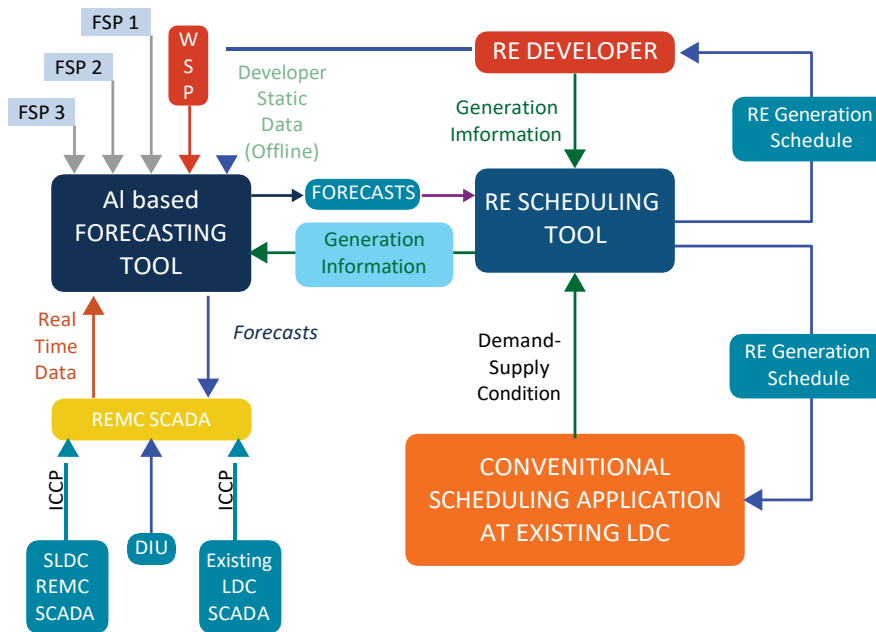 FSP 1
FSP 2
FSP 3
W
S
P
Developer
Static
Data
(Offline)
RE DEVELOPER
Generation
Imformation
RE Generation
Schedule
AI based
FORECASTING
TOOL
FORECASTS
RE SCHEDULING
TOOL
Generation
Information
Real
Time
Data
Forecasts
Demand-
Supply
Condition
RE Generation
Schedule
REMC SCADA
ICCP
ICCP
CONVENITIONAL
SCHEDULING APPLICATION
AT EXISTING LDC
SLDC
REMC
SCADA
DIU
Existing
LDC
SCADA